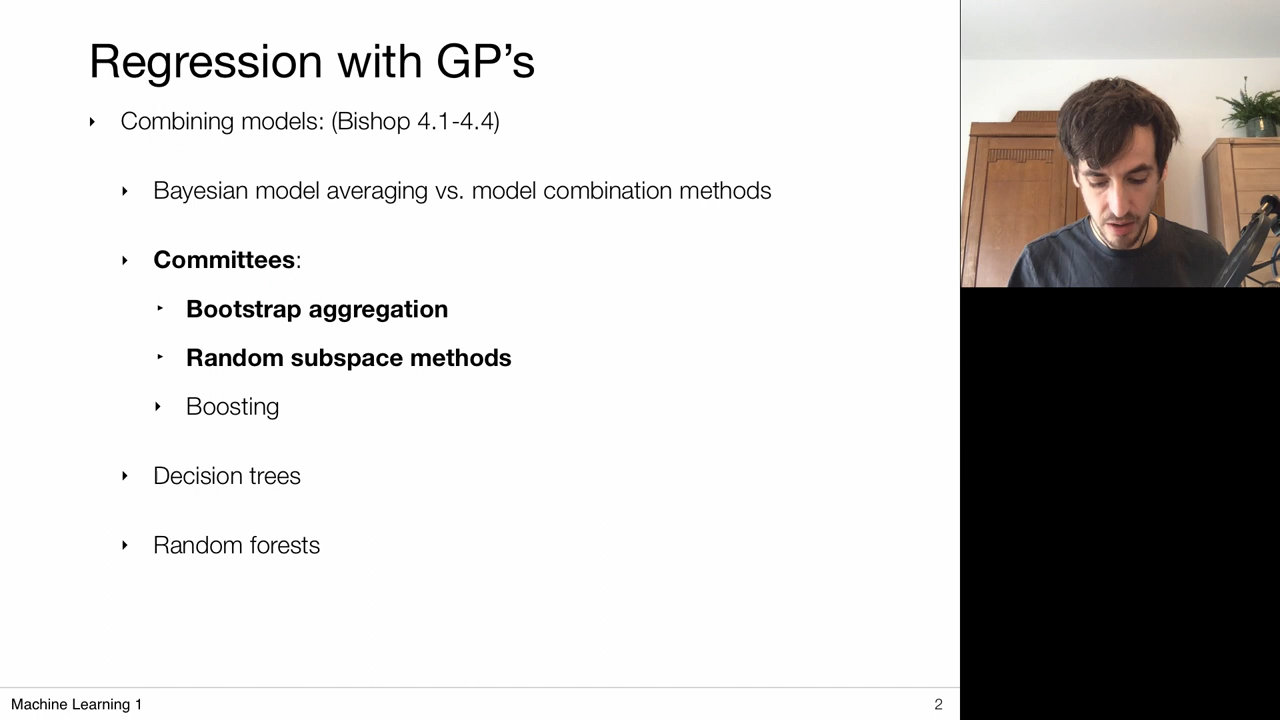 Regression with GP’s
‣ Combining models: (Bishop 4.1-4.4)
‣ Bayesian model averaging vs. model combination methods
‣ Committees:
‣ Bootstrap aggregation
‣ Random subspace methods
‣ Boosting
‣ Decision trees
‣ Random forests
Machine Learning 1
2